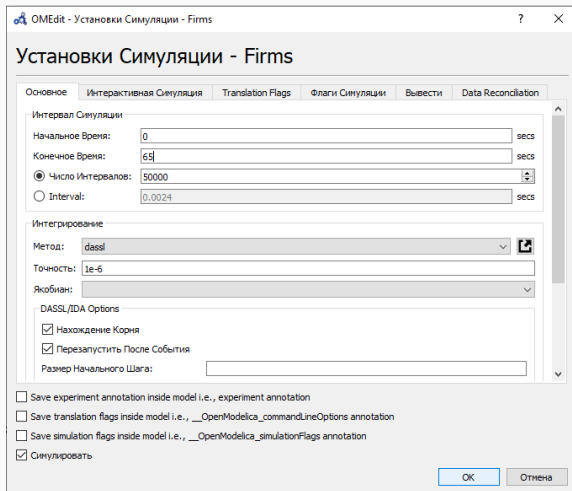 OMEdit - Установки Симуляции - Firms
Установки Симуляции - Firms
Основное Интерактивная Симуляция Translation Flags Флаги Симуляции Вывести Data Reconciliation
Интервал Симуляции
Начальное Время: 0 secs
Конечное Время: 65 secs
Число Интервалов: 50000
Interval: 0.0024 secs
Интегрирование
Метод: dassl
Точность: 1e-6
Якобиан:
DASSL/IDA Options
Нахождение Корня
Перезапустить После События
Размер Начального Шага:
Save experiment annotation inside model i.e., experiment annotation
Save translation flags inside model i.e., __OpenModelica_commandLineOptions annotation
Save simulation flags inside model i.e., __OpenModelica_simulationFlags annotation
Симулировать
OK Отмена